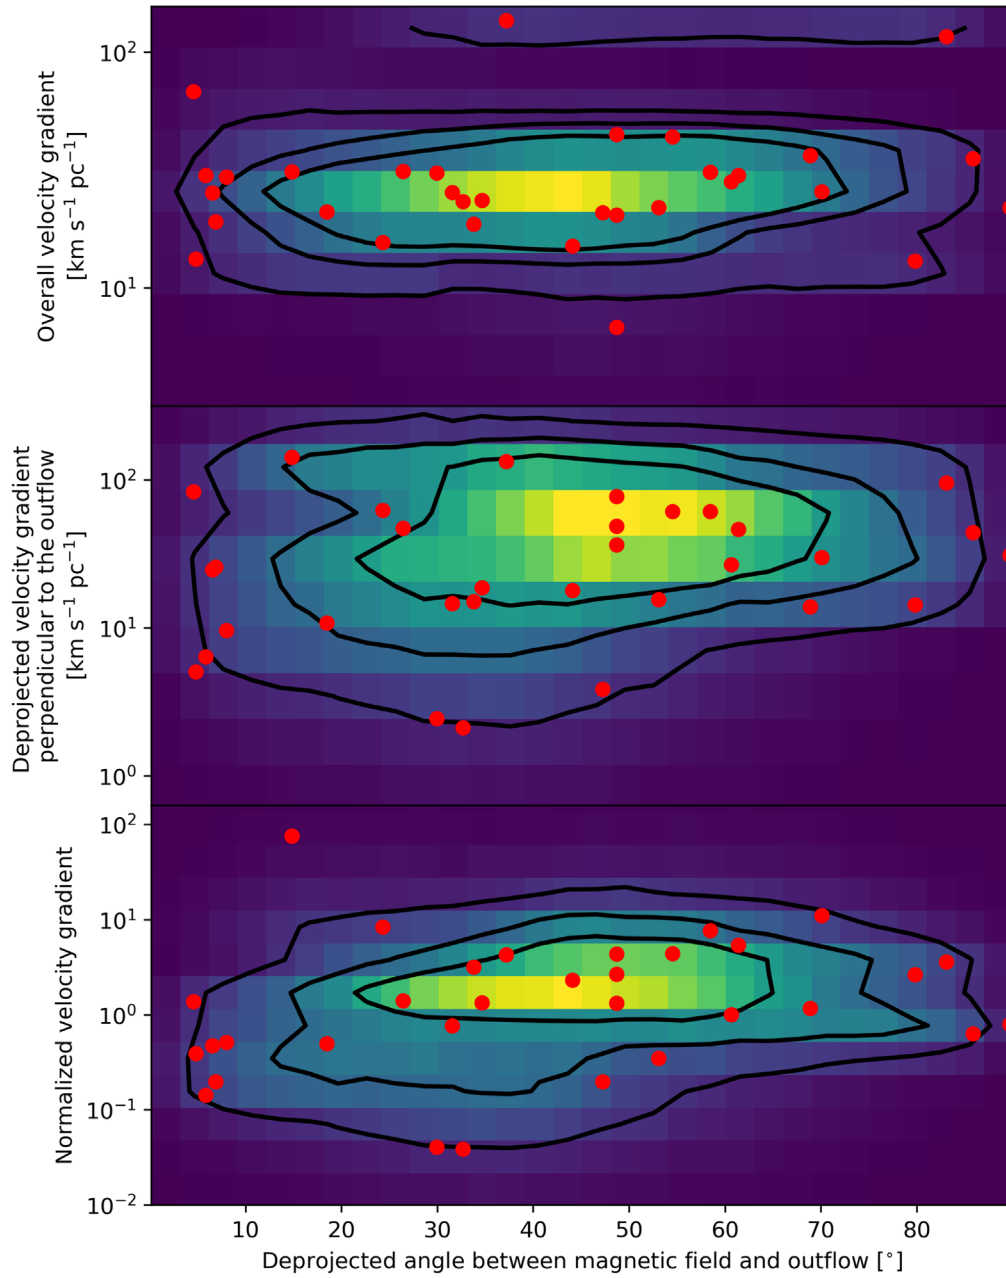 Overall velocity gradient
[km s⁻¹ pc⁻¹]
10²
10¹
Deprojected velocity gradient
perpendicular to the outflow
[km s⁻¹ pc⁻¹]
10²
10¹
10⁰
Normalized velocity gradient
10²
10¹
10⁰
10⁻¹
10⁻²
10 20 30 40 50 60 70 80
Deprojected angle between magnetic field and outflow [°]